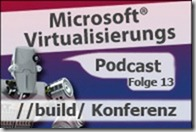 Microsoft®
Virtualisierungs
Podcast
Folge 13
//build/ Konferenz